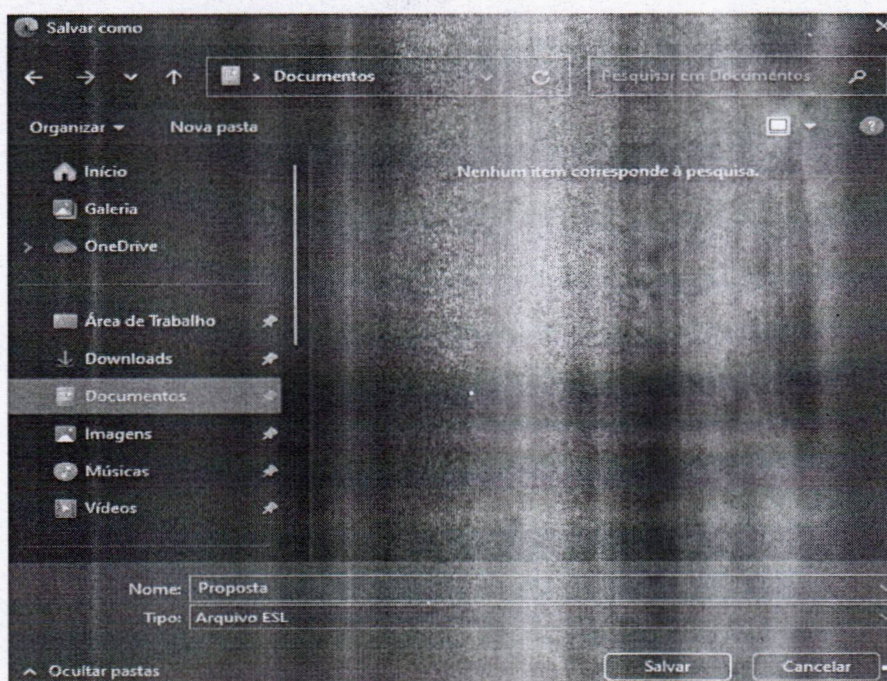 Salvar como
Documentos
Pesquisar em Documentos
Organizar
Nova pasta
Nenhum item corresponde à pesquisa.
Início
Galeria
OneDrive
Área de Trabalho
Downloads
Documentos
Imagens
Músicas
Vídeos
Nome: Proposta
Tipo: Arquivo ESL
Ocultar pastas
Salvar
Cancelar